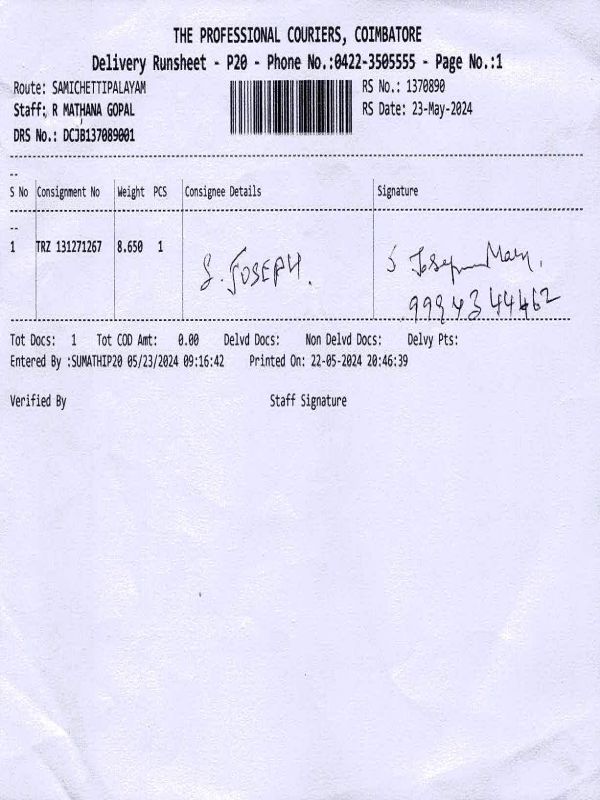 THE PROFESSIONAL COURIERS, COIMBATORE
Delivery Runsheet - P20 - Phone No.:0422-3505555 - Page No.:1
Route: SAMICHETTIPALAYAM RS No.: 1370890
Staff: R MATHANA GOPAL RS Date: 23-May-2024
DRS No.: DCJB137089001
--
S No Consignment No Weight PCS Consignee Details Signature
--
1 TRZ 131271267 8.650 1 S. JOSEPH. S Mary.
9994344462
Tot Docs: 1 Tot COD Amt: 0.00 Delvd Docs: Non Delvd Docs: Delvy Pts:
Entered By :SUMATHIP20 05/23/2024 09:16:42 Printed On: 22-05-2024 20:46:39
Verified By Staff Signature